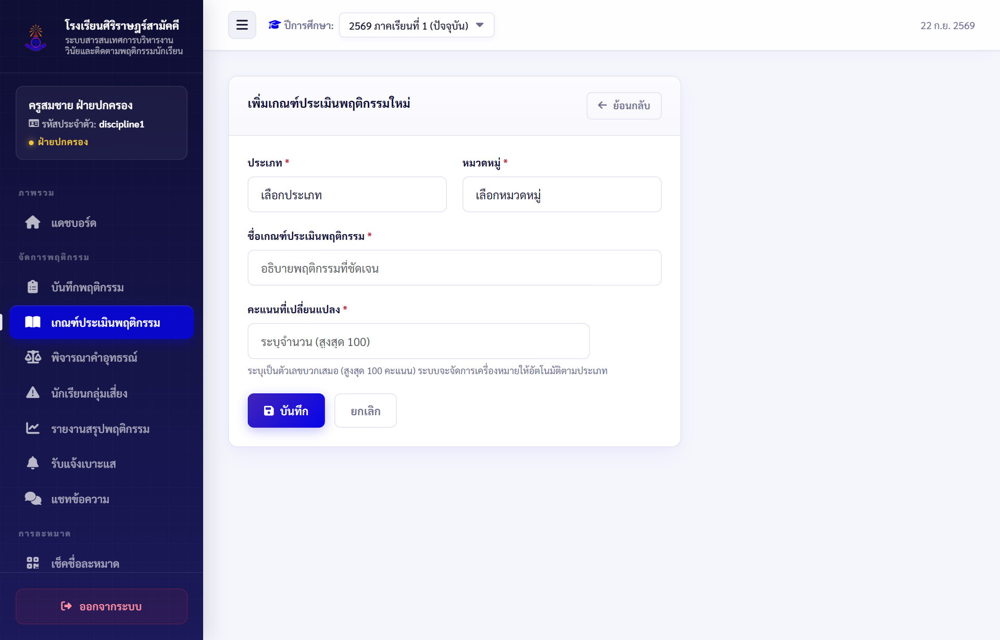 โรงเรียนศิริราษฎร์สามัคคี
ระบบสารสนเทศการบริหารงาน
วินัยและติดตามพฤติกรรมนักเรียน
ครูสมชาย ฝ่ายปกครอง
รหัสประจำตัว: discipline1
ฝ่ายปกครอง
ภาพรวม
แดชบอร์ด
จัดการพฤติกรรม
บันทึกพฤติกรรม
เกณฑ์ประเมินพฤติกรรม
พิจารณาคำอุทธรณ์
นักเรียนกลุ่มเสี่ยง
รายงานสรุปพฤติกรรม
รับแจ้งเบาะแส
แชทข้อความ
การละหมาด
เช็คชื่อละหมาด
ออกจากระบบ
ปีการศึกษา: 2569 ภาคเรียนที่ 1 (ปัจจุบัน)
22 ก.ย. 2569
เพิ่มเกณฑ์ประเมินพฤติกรรมใหม่
ย้อนกลับ
ประเภท * หมวดหมู่ *
เลือกประเภท เลือกหมวดหมู่
ชื่อเกณฑ์ประเมินพฤติกรรม *
อธิบายพฤติกรรมที่ชัดเจน
คะแนนที่เปลี่ยนแปลง *
ระบุจำนวน (สูงสุด 100)
ระบุเป็นตัวเลขบวกเสมอ (สูงสุด 100 คะแนน) ระบบจะจัดการเครื่องหมายให้อัตโนมัติตามประเภท
บันทึก ยกเลิก